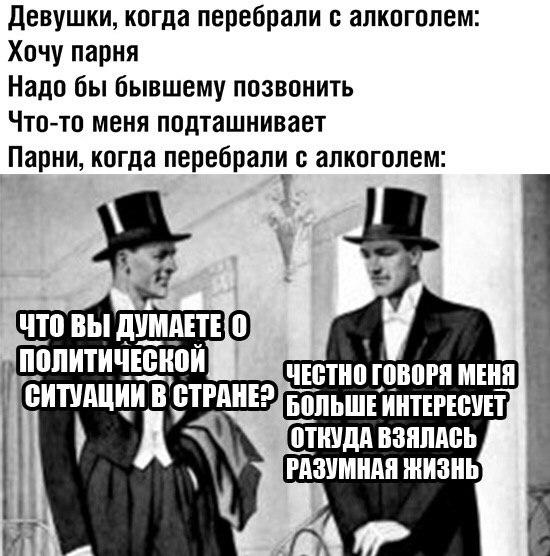 Девушки, когда перебрали с алкоголем:
Хочу парня
Надо бы бывшему позвонить
Что-то меня подташнивает
Парни, когда перебрали с алкоголем:
ЧТО ВЫ ДУМАЕТЕ О
ПОЛИТИЧЕСКОЙ
СИТУАЦИИ В СТРАНЕ?
ЧЕСТНО ГОВОРЯ МЕНЯ
БОЛЬШЕ ИНТЕРЕСУЕТ
ОТКУДА ВЗЯЛАСЬ
РАЗУМНАЯ ЖИЗНЬ